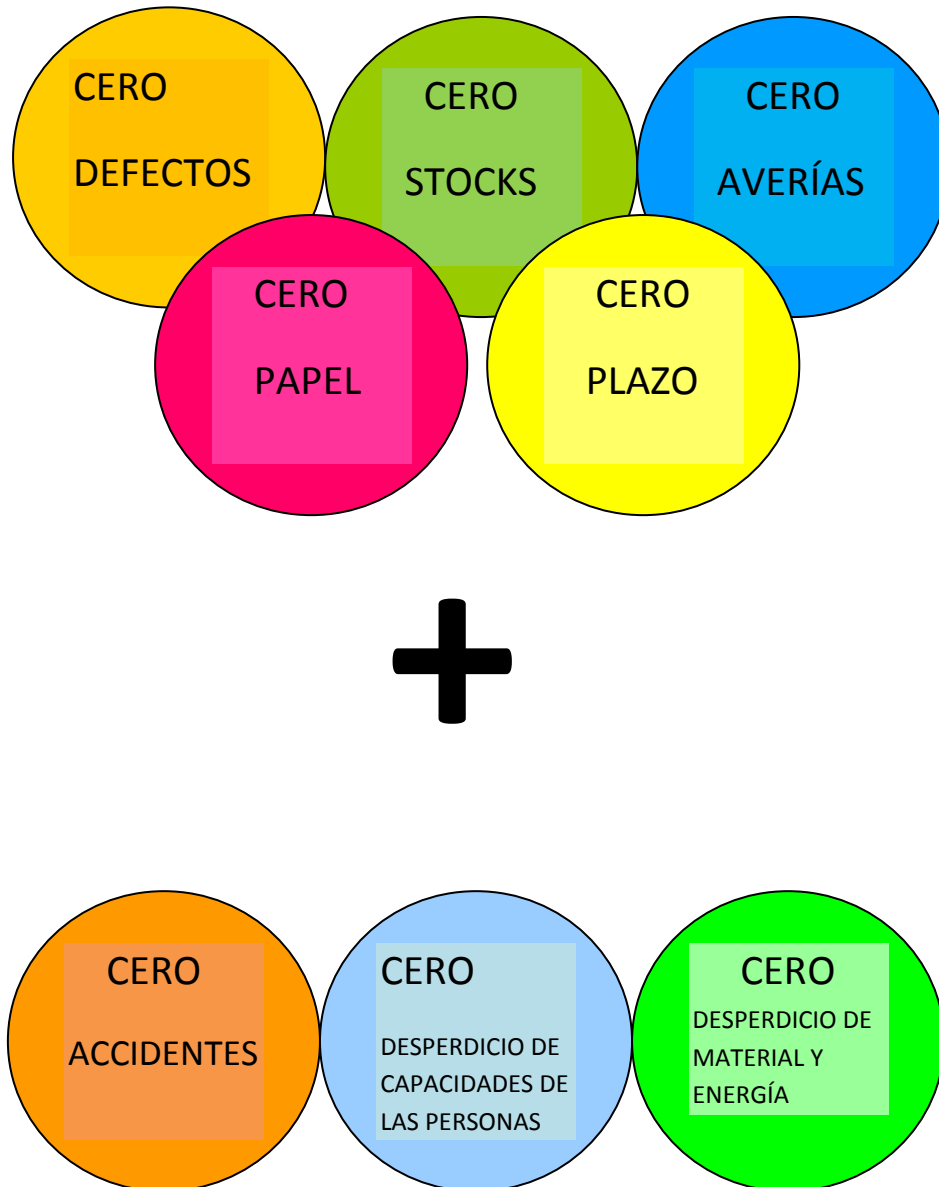 CERO
DEFECTOS
CERO
STOCKS
CERO
AVERÍAS
CERO
PAPEL
CERO
PLAZO
+
CERO
ACCIDENTES
CERO
DESPERDICIO DE
CAPACIDADES DE
LAS PERSONAS
CERO
DESPERDICIO DE
MATERIAL Y
ENERGÍA